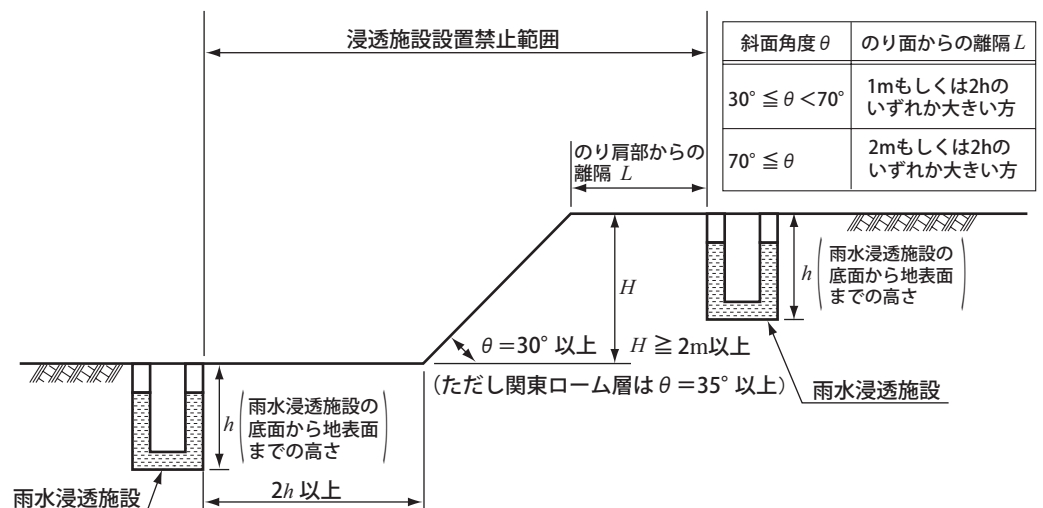 浸透施設設置禁止範囲
斜面角度 θ
のり面からの離隔 L
30° ≦ θ ＜70°
1mもしくは2hの
いずれか大きい方
70° ≦ θ
2mもしくは2hの
いずれか大きい方
のり肩部からの
離隔 L
H
h
雨水浸透施設の
底面から地表面
までの高さ
θ ＝30° 以上
H ≧ 2m以上
（ただし関東ローム層は θ ＝35° 以上）
雨水浸透施設
h
雨水浸透施設の
底面から地表面
までの高さ
2h 以上
雨水浸透施設